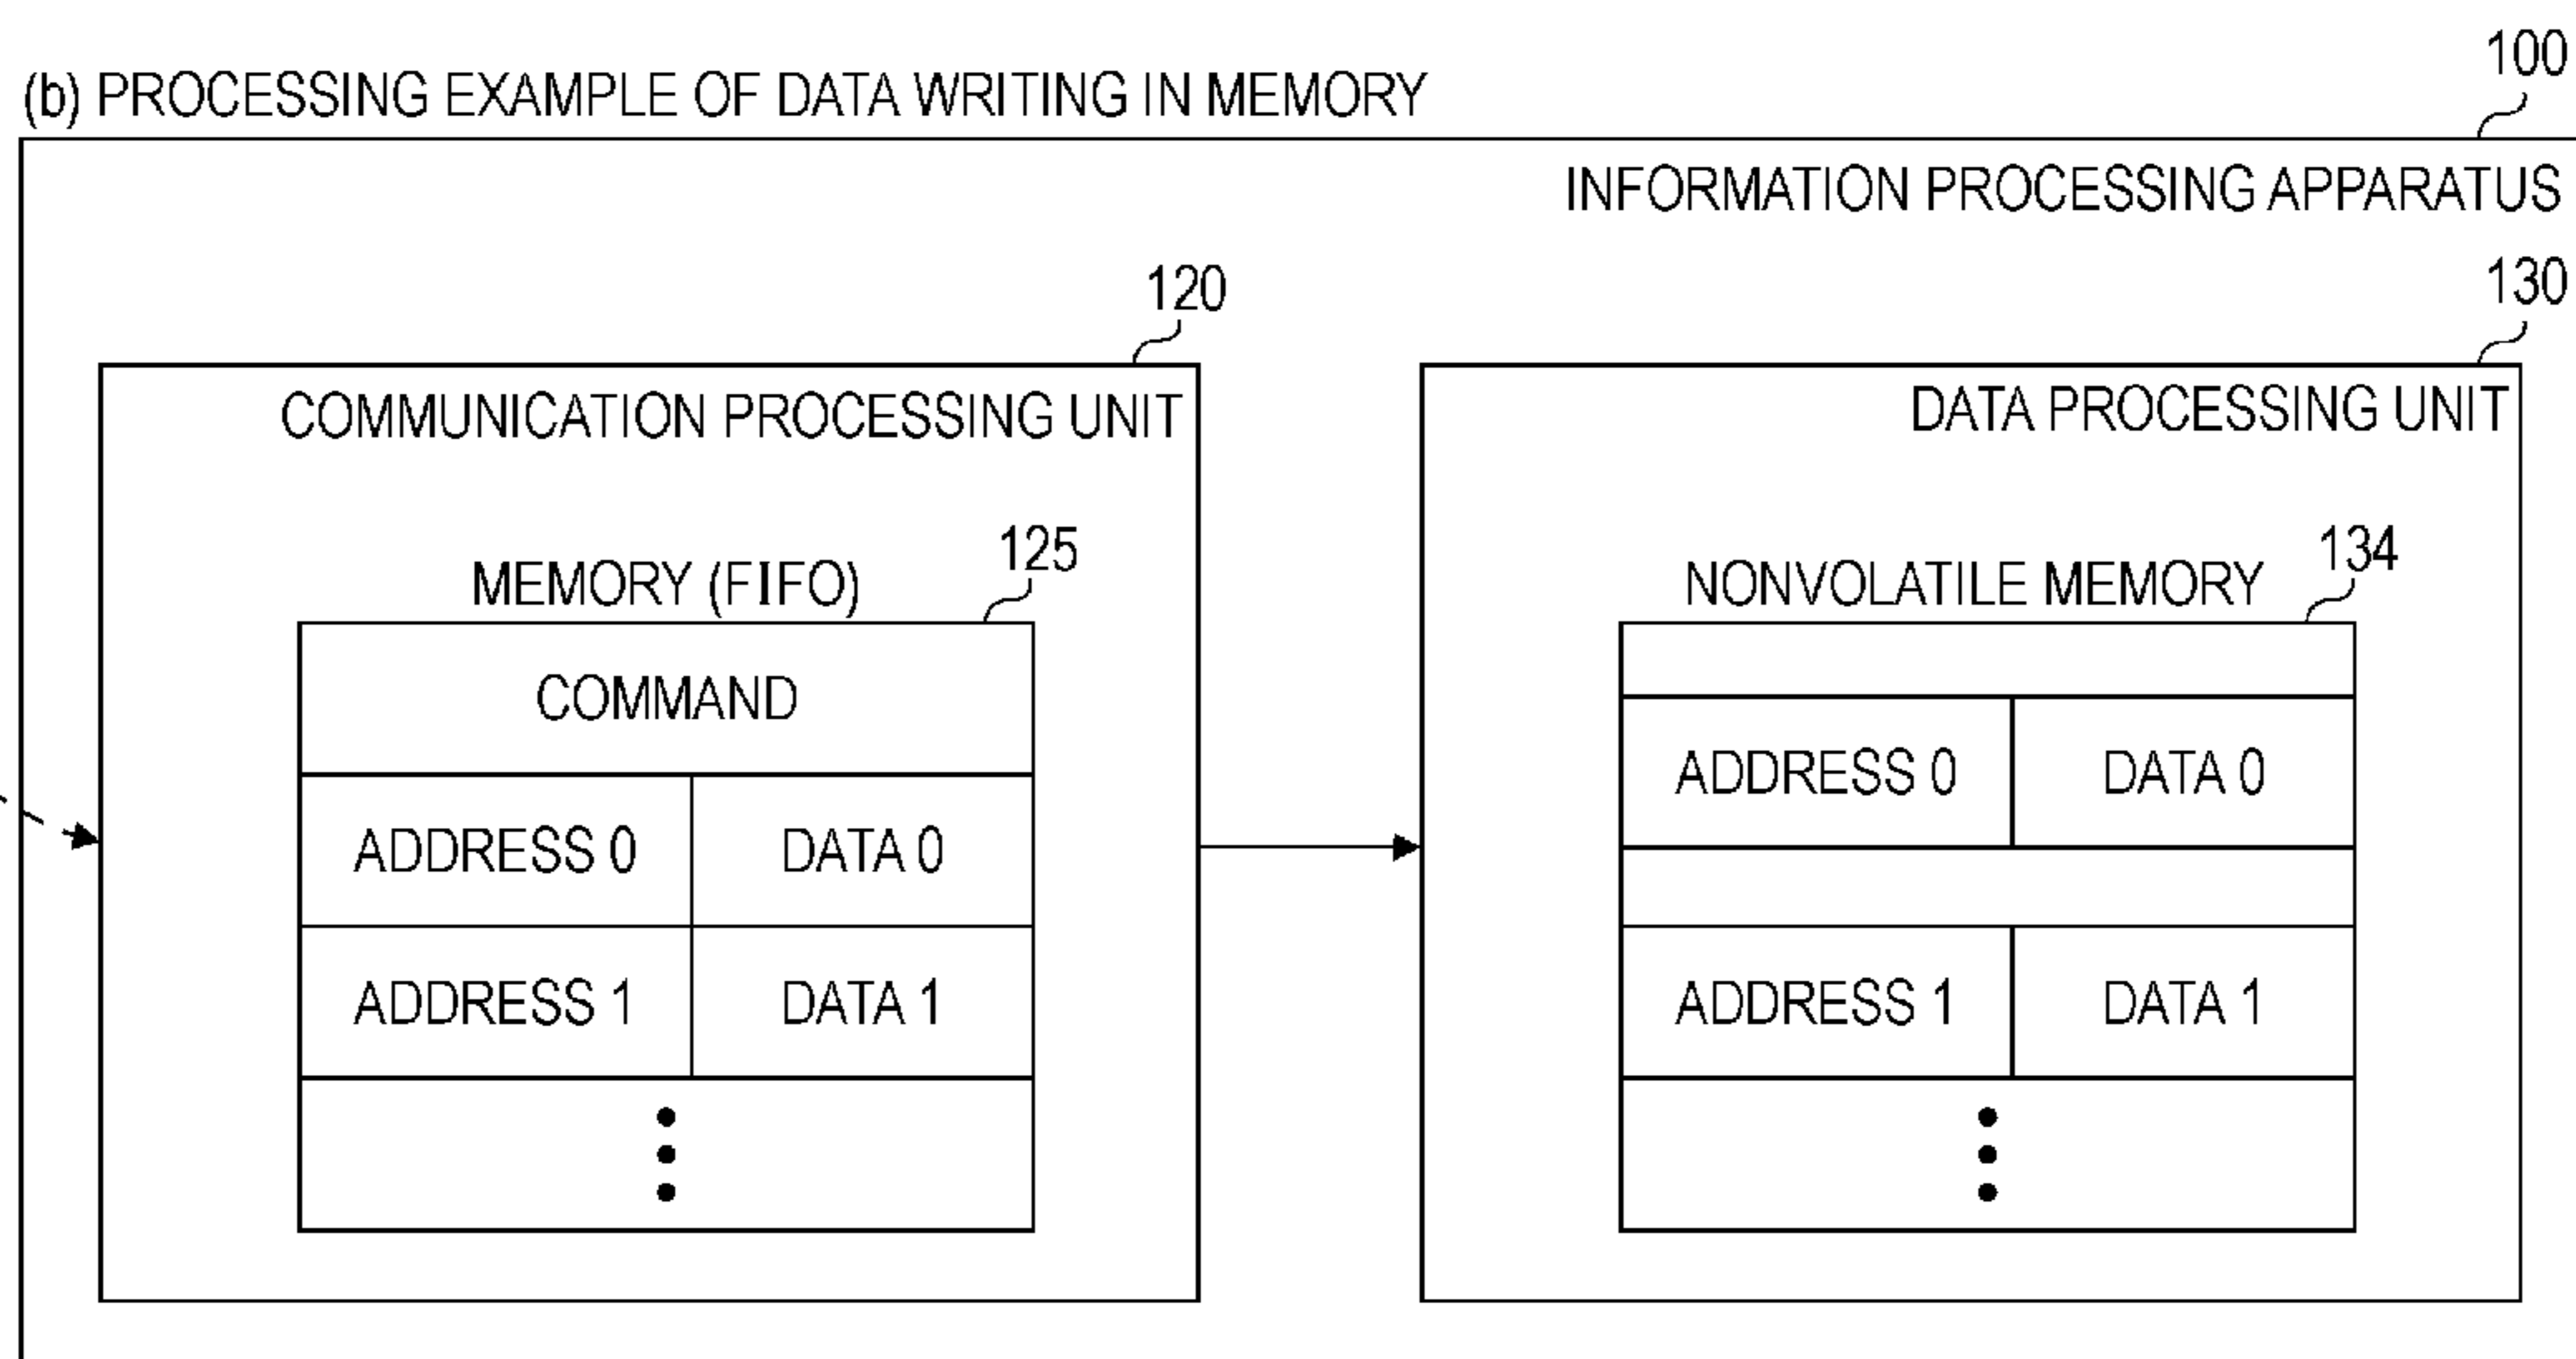 100
(b) PROCESSING EXAMPLE OF DATA WRITING IN MEMORY
INFORMATION PROCESSING APPARATUS
120
COMMUNICATION PROCESSING UNIT
125
MEMORY (FIFO)
COMMAND
ADDRESS 0 DATA 0
ADDRESS 1 DATA 1
130
DATA PROCESSING UNIT
134
NONVOLATILE MEMORY
ADDRESS 0 DATA 0
ADDRESS 1 DATA 1